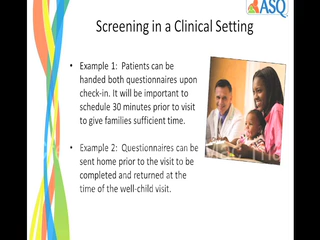 ASQ
Screening in a Clinical Setting
• Example 1: Patients can be
handed both questionnaires upon
check-in. It will be important to
schedule 30 minutes prior to visit
to give families sufficient time.
• Example 2: Questionnaires can be
sent home prior to the visit to be
completed and returned at the
time of the well-child visit.